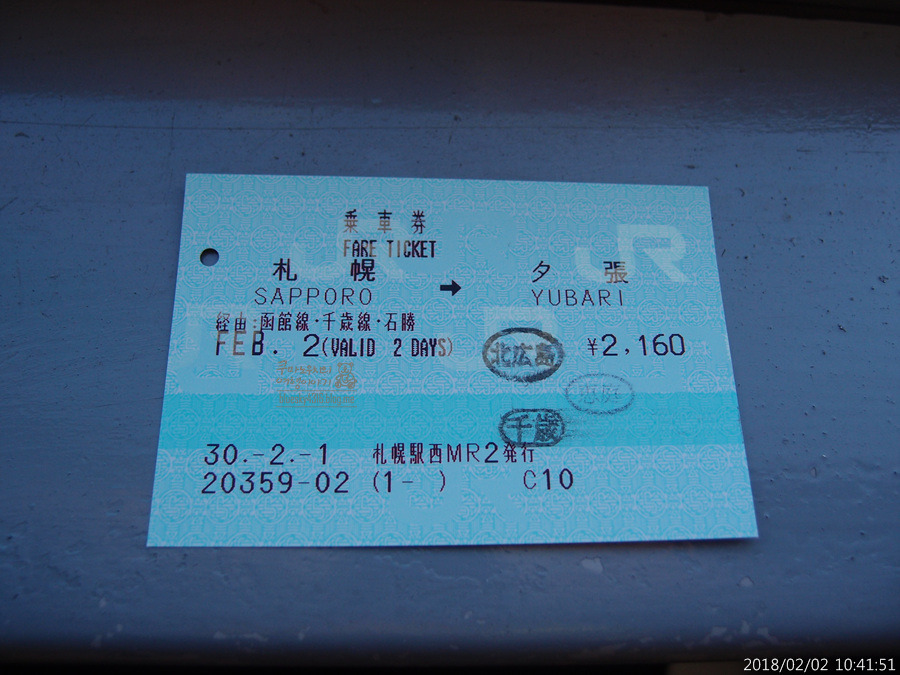 乗車券
FARE TICKET
札幌 → 夕張
SAPPORO YUBARI
経由:函館線・千歳線・石勝
FEB. 2(VALID 2 DAYS) ¥2,160
北広島
恵庭
千歳
30.-2.-1 札幌駅西MR2発行
20359-02 (1- ) C10
JR
2018/02/02 10:41:51